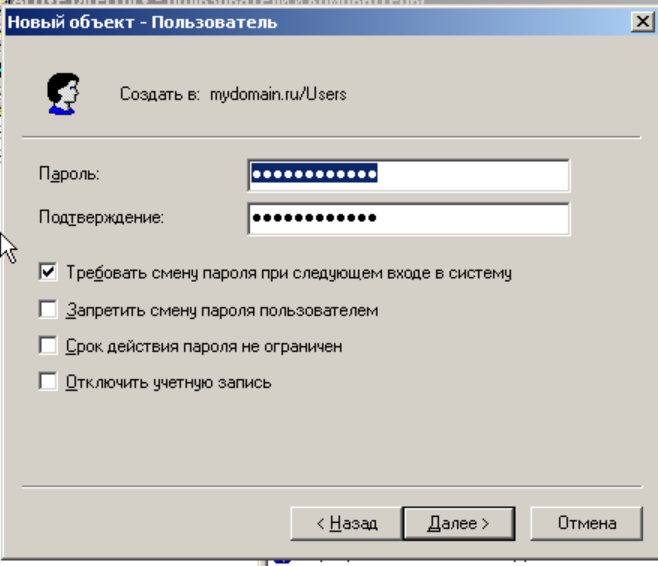 Новый объект - Пользователь
Создать в: mydomain.ru/Users
Пароль: ●●●●●●●●●●●●
Подтверждение: ●●●●●●●●●●●●
Требовать смену пароля при следующем входе в систему
Запретить смену пароля пользователем
Срок действия пароля не ограничен
Отключить учетную запись
< Назад Далее > Отмена